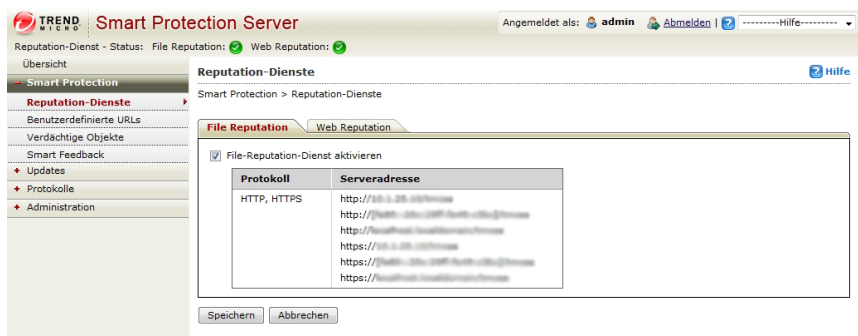 TREND MICRO Smart Protection Server
Angemeldet als: admin Abmelden | ? ---------Hilfe---------
Reputation-Dienst - Status: File Reputation: Web Reputation:
Übersicht
Smart Protection
Reputation-Dienste
Benutzerdefinierte URLs
Verdächtige Objekte
Smart Feedback
+ Updates
+ Protokolle
+ Administration
Reputation-Dienste
? Hilfe
Smart Protection > Reputation-Dienste
File Reputation
Web Reputation
File-Reputation-Dienst aktivieren
Protokoll Serveradresse
HTTP, HTTPS http://
http://
http://
https://
https://
https://
Speichern Abbrechen